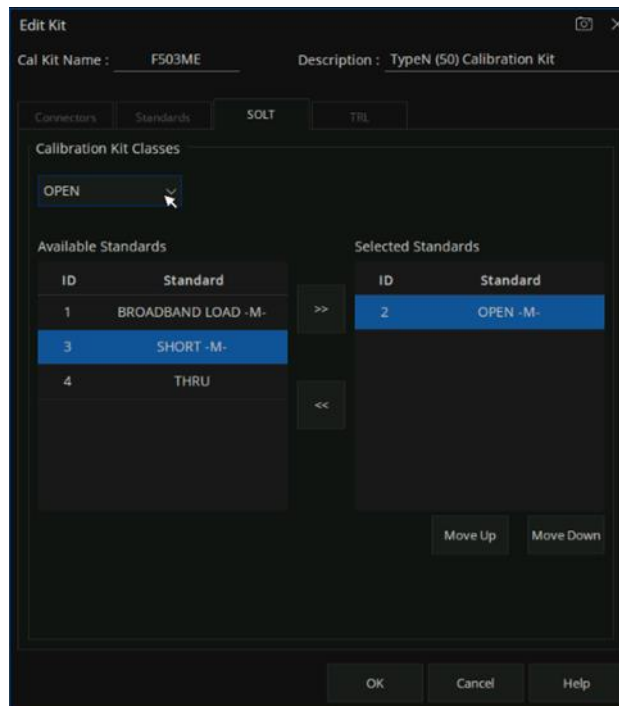 Edit Kit
Cal Kit Name : F503ME Description : TypeN (50) Calibration Kit
Connectors Standards SOLT TRL
Calibration Kit Classes
OPEN
Available Standards Selected Standards
ID Standard ID Standard
1 BROADBAND LOAD -M- >> 2 OPEN -M-
3 SHORT -M-
4 THRU
<<
Move Up Move Down
OK Cancel Help